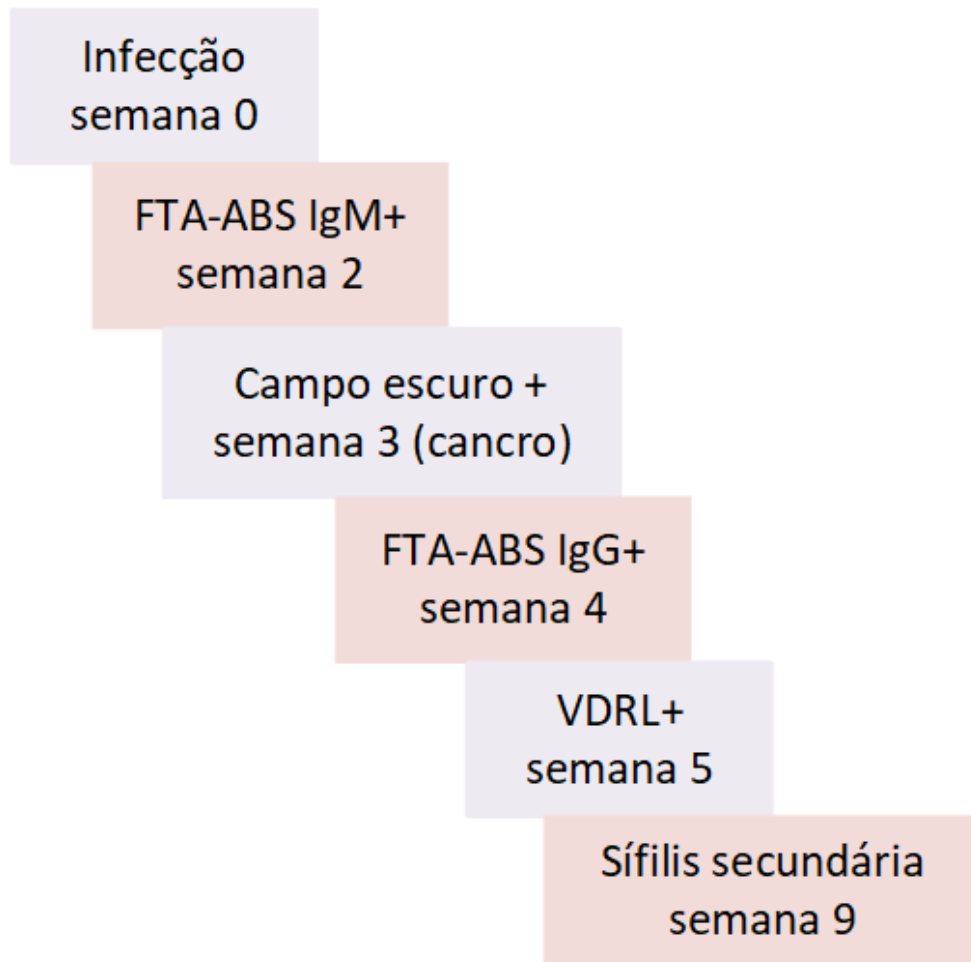 Infecção
semana 0
FTA-ABS IgM+
semana 2
Campo escuro +
semana 3 (cancro)
FTA-ABS IgG+
semana 4
VDRL+
semana 5
Sífilis secundária
semana 9